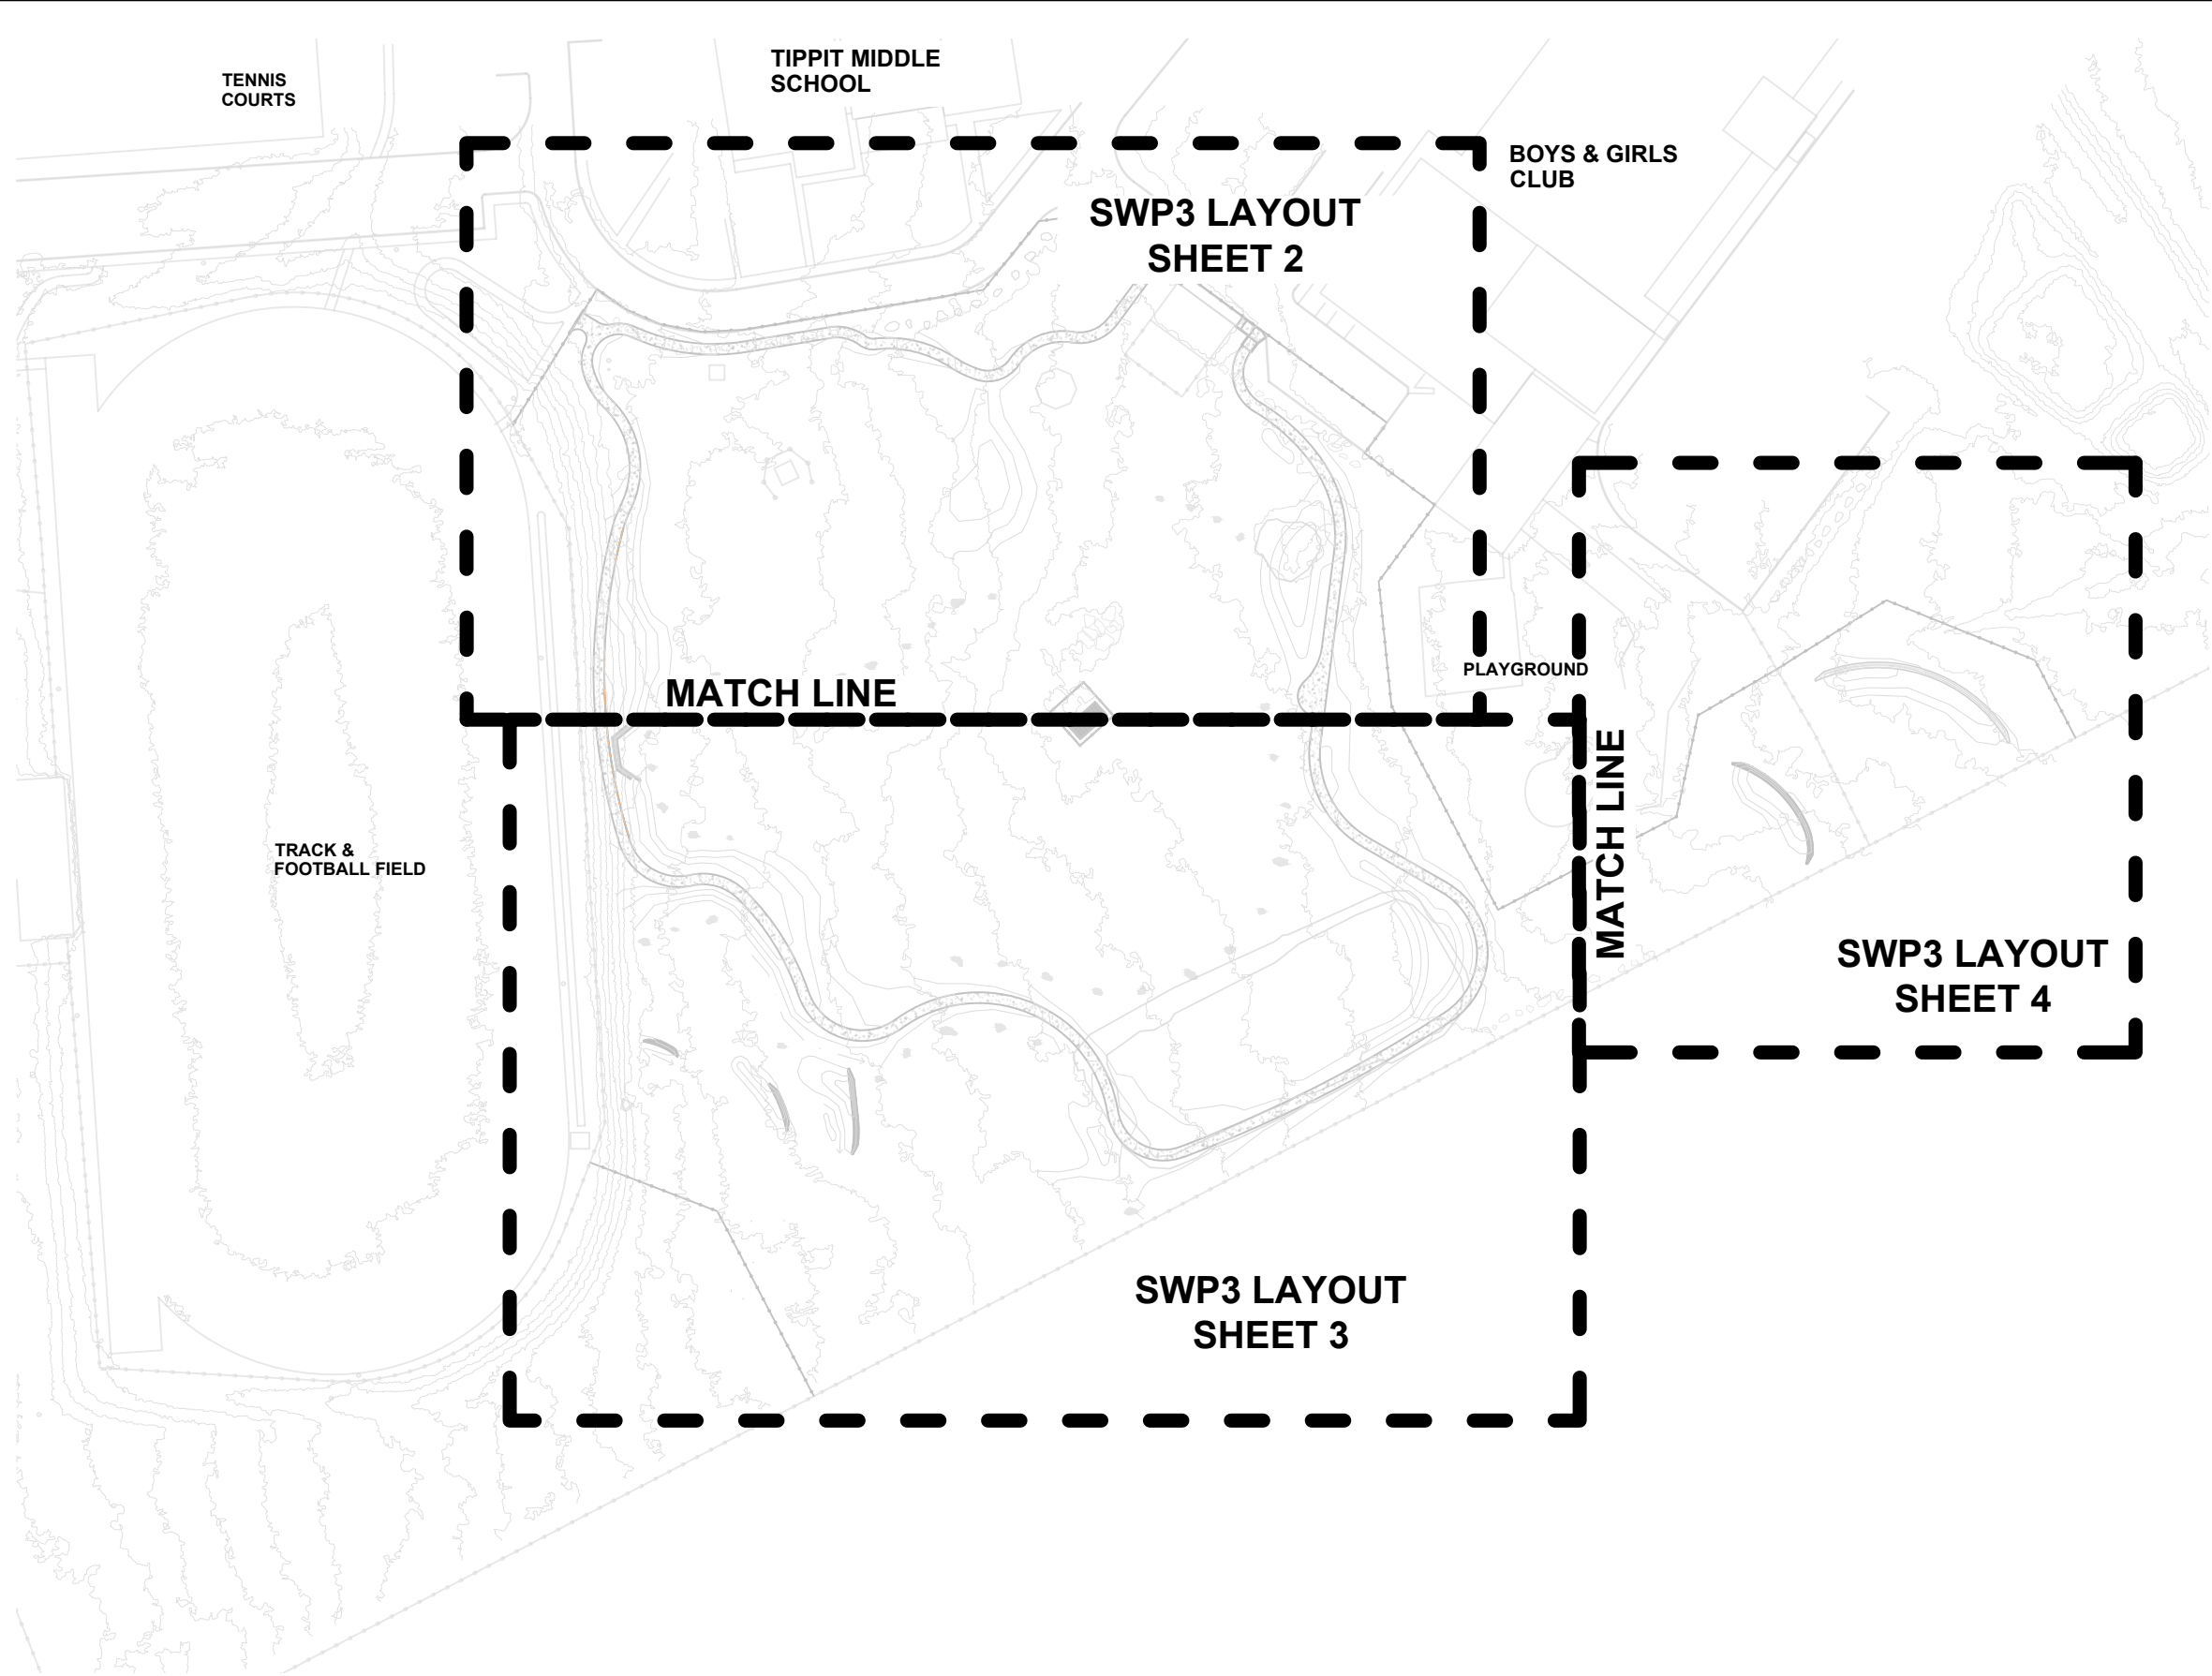 TIPPIT MIDDLE
SCHOOL
TENNIS
COURTS
BOYS & GIRLS
CLUB
SWP3 LAYOUT
SHEET 2
PLAYGROUND
MATCH LINE
MATCH LINE
TRACK &
FOOTBALL FIELD
SWP3 LAYOUT
SHEET 4
SWP3 LAYOUT
SHEET 3